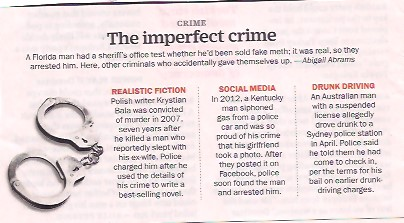 CRIME
The imperfect crime
A Florida man had a sheriff's office test whether he'd been sold fake meth; it was real, so they
arrested him. Here, other criminals who accidentally gave themselves up. —Abigail Abrams
REALISTIC FICTION
Polish writer Krystian
Bala was convicted
of murder in 2007,
seven years after
he killed a man who
reportedly slept with
his ex-wife. Police
charged him after he
used the details of
his crime to write a
best-selling novel.
SOCIAL MEDIA
In 2012, a Kentucky
man siphoned
gas from a police
car and was so
proud of his crime
that his girlfriend
took a photo. After
they posted it on
Facebook, police
soon found the man
and arrested him.
DRUNK DRIVING
An Australian man
with a suspended
license allegedly
drove drunk to a
Sydney police station
in April. Police said
he told them he had
come to check in,
per the terms for his
bail on earlier drunk-
driving charges.